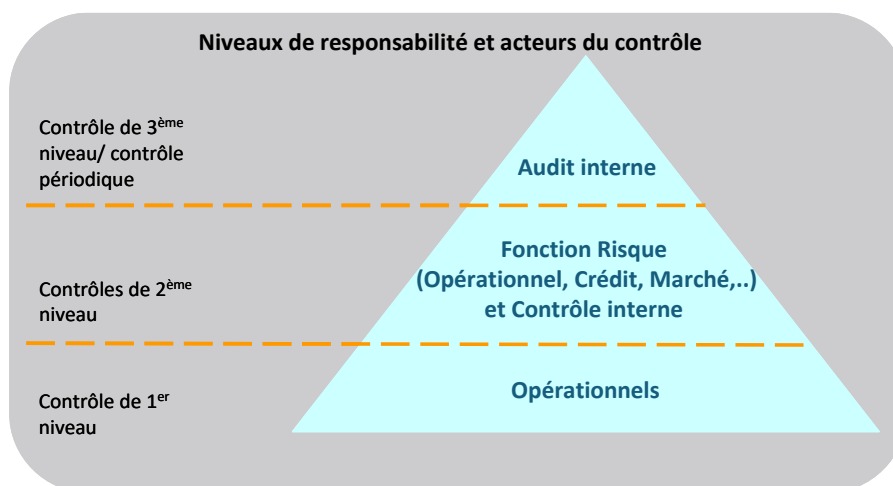 Niveaux de responsabilité et acteurs du contrôle
Contrôle de 3ème
niveau/ contrôle
périodique
Audit interne
Fonction Risque
(Opérationnel, Crédit, Marché,..)
et Contrôle interne
Contrôles de 2ème
niveau
Opérationnels
Contrôle de 1er
niveau